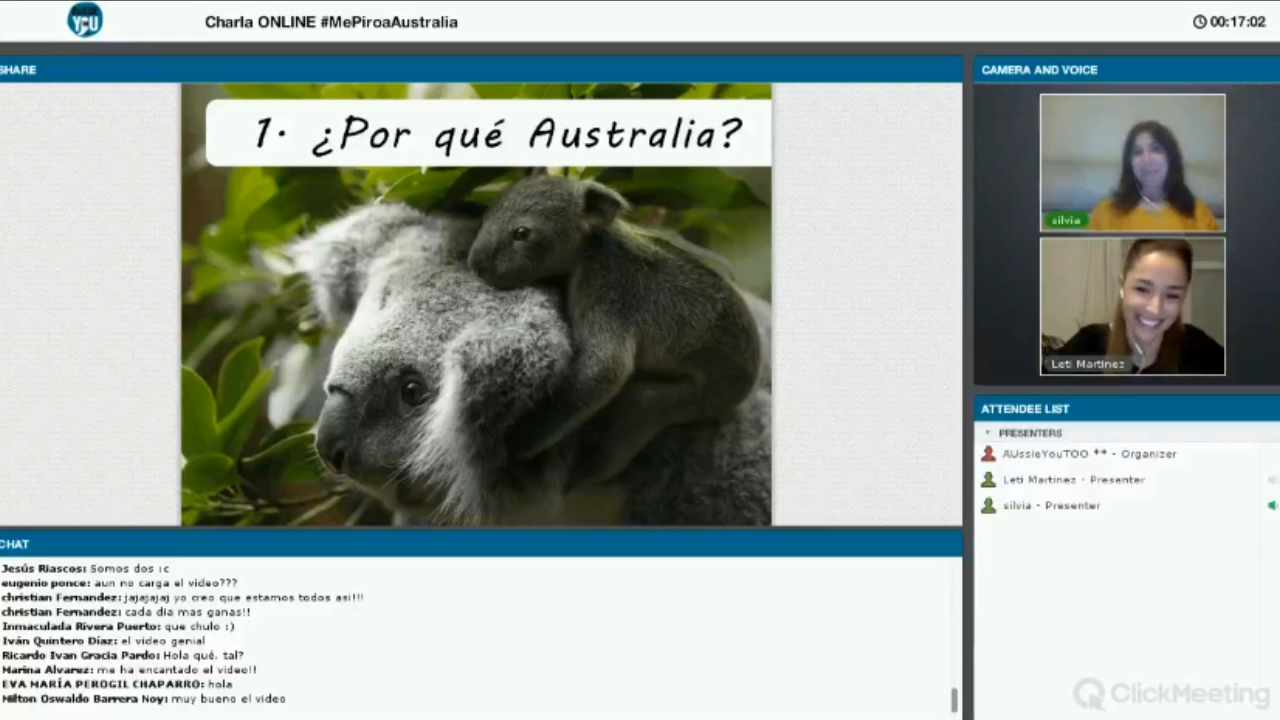 YOU
Charla ONLINE #MePiroaAustralia
00:17:02
SHARE
CAMERA AND VOICE
1. ¿Por qué Australia?
silvia
Leti Martinez
ATTENDEE LIST
PRESENTERS
AUssieYouTOO ** - Organizer
Leti Martinez - Presenter
silvia - Presenter
CHAT
Jesús Riascos: Somos dos :c
eugenio ponce: aun no carga el video???
christian Fernandez: jajajajaj yo creo que estamos todos asi!!!
christian Fernandez: cada dia mas ganas!!
Inmaculada Rivera Puerto: que chulo :)
Iván Quintero Díaz: el video genial
Ricardo Ivan Gracia Pardo: Hola qué. tal?
Marina Alvarez: me ha encantado el video!!
EVA MARÍA PEROGIL CHAPARRO: hola
Milton Oswaldo Barrera Noy: muy bueno el video
ClickMeeting